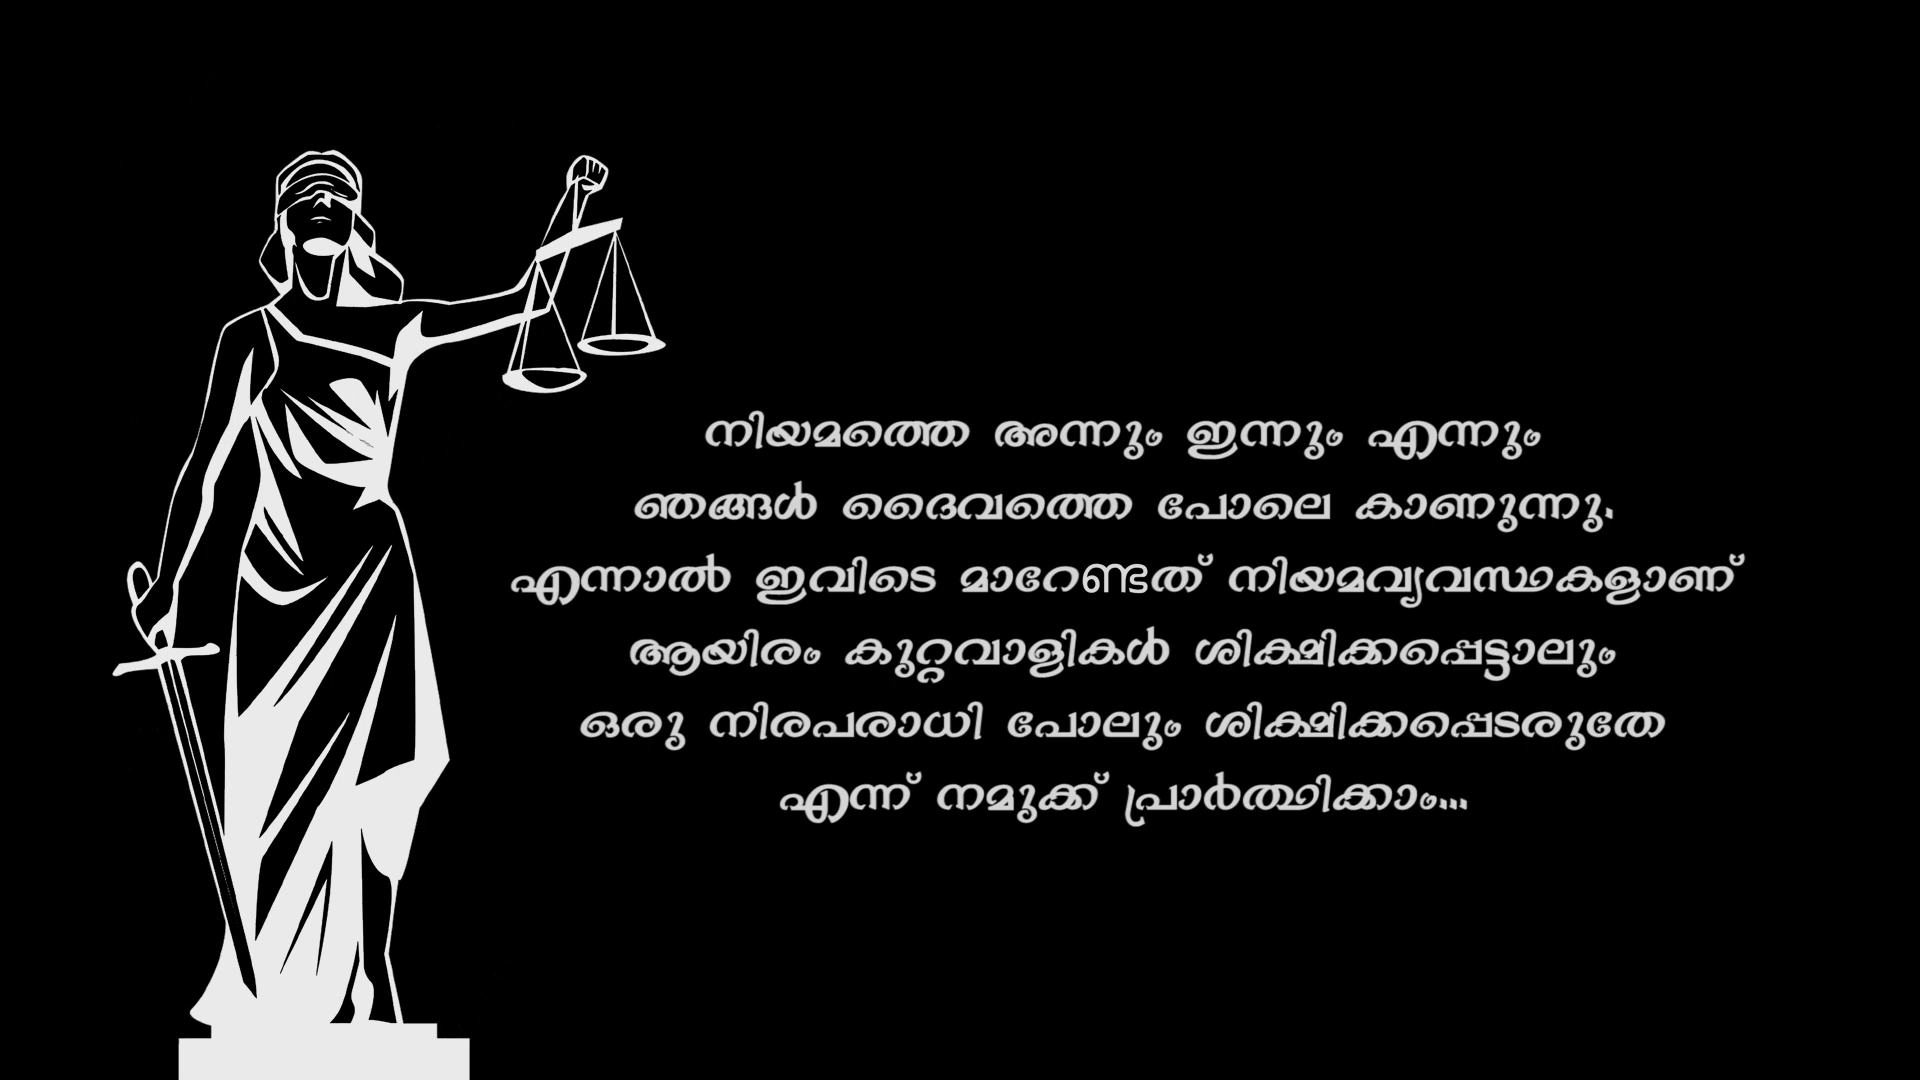 നിയമത്തെ അന്നും ഇന്നും എന്നും
ഞങ്ങൾ ദൈവത്തെ പോലെ കാണുന്നു.
എന്നാൽ ഇവിടെ മാറേണ്ടത് നിയമവ്യവസ്ഥകളാണ്
ആയിരം കുറ്റവാളികൾ ശിക്ഷിക്കപ്പെട്ടാലും
ഒരു നിരപരാധി പോലും ശിക്ഷിക്കപ്പെടരുതേ
എന്ന് നമുക്ക് പ്രാർത്ഥിക്കാം...